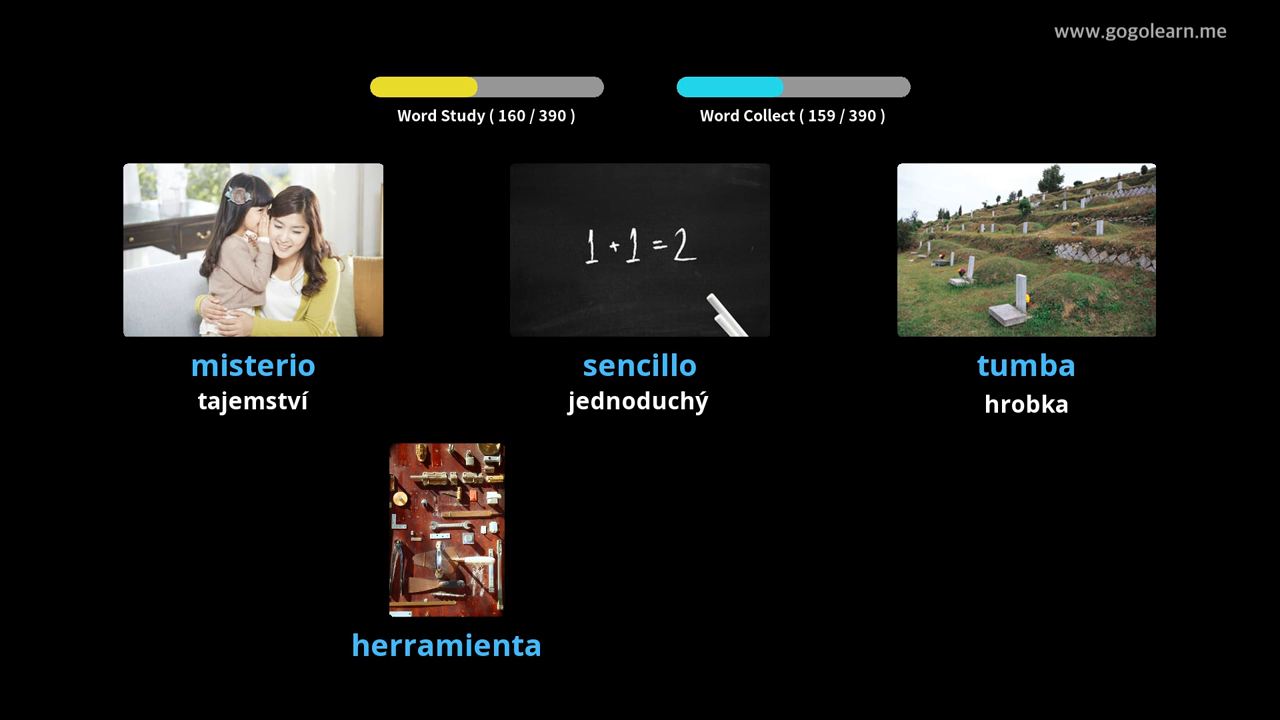 www.gogolearn.me
Word Study ( 160 / 390 )
Word Collect ( 159 / 390 )
1 + 1 = 2
misterio
tajemství
sencillo
jednoduchý
tumba
hrobka
herramienta